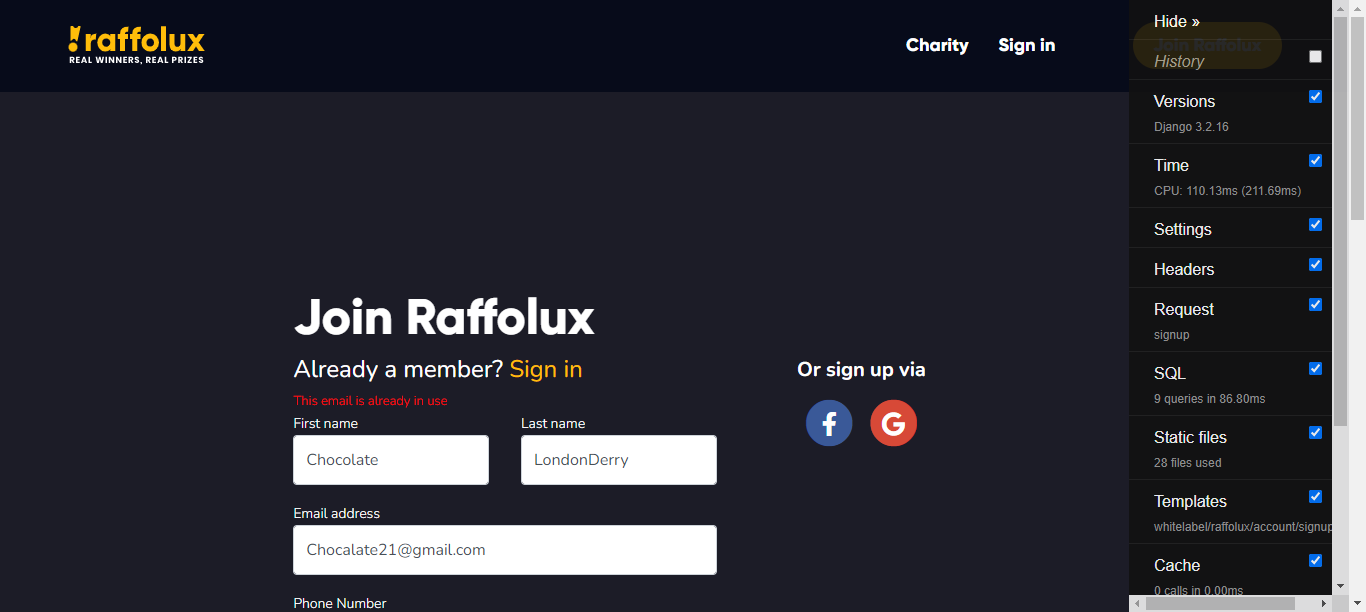 raffolux
REAL WINNERS, REAL PRIZES
Charity
Sign in
Join Raffolux
Already a member? Sign in
This email is already in use
First name
Last name
Chocolate
LondonDerry
Email address
Chocalate21@gmail.com
Phone Number
Or sign up via
Hide »
Join Raffolux
History
Versions
Django 3.2.16
Time
CPU: 110.13ms (211.69ms)
Settings
Headers
Request
signup
SQL
9 queries in 86.80ms
Static files
28 files used
Templates
whitelabel/raffolux/account/signup
Cache
0 calls in 0.00ms